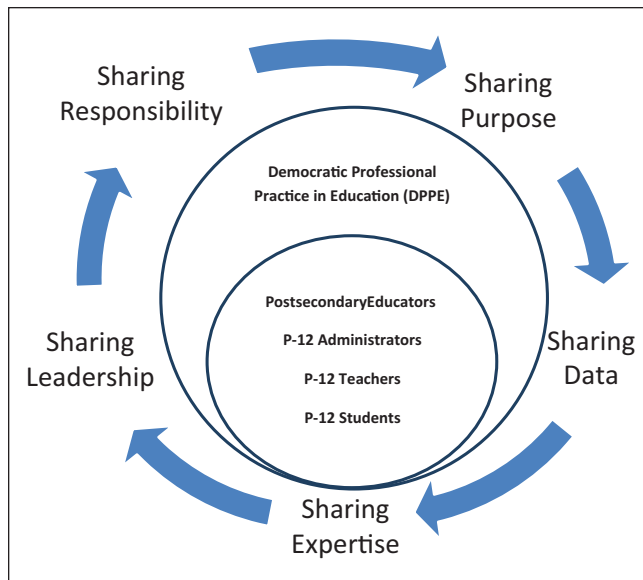 Sharing
Responsibility
Sharing
Purpose
Democratic Professional
Practice in Education (DPPE)
PostsecondaryEducators
P-12 Administrators
P-12 Teachers
P-12 Students
Sharing
Leadership
Sharing
Data
Sharing
Expertise